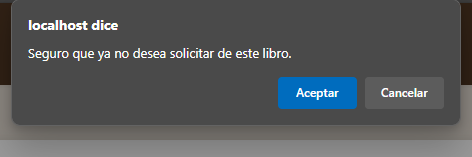 localhost dice
Seguro que ya no desea solicitar de este libro.
Aceptar
Cancelar